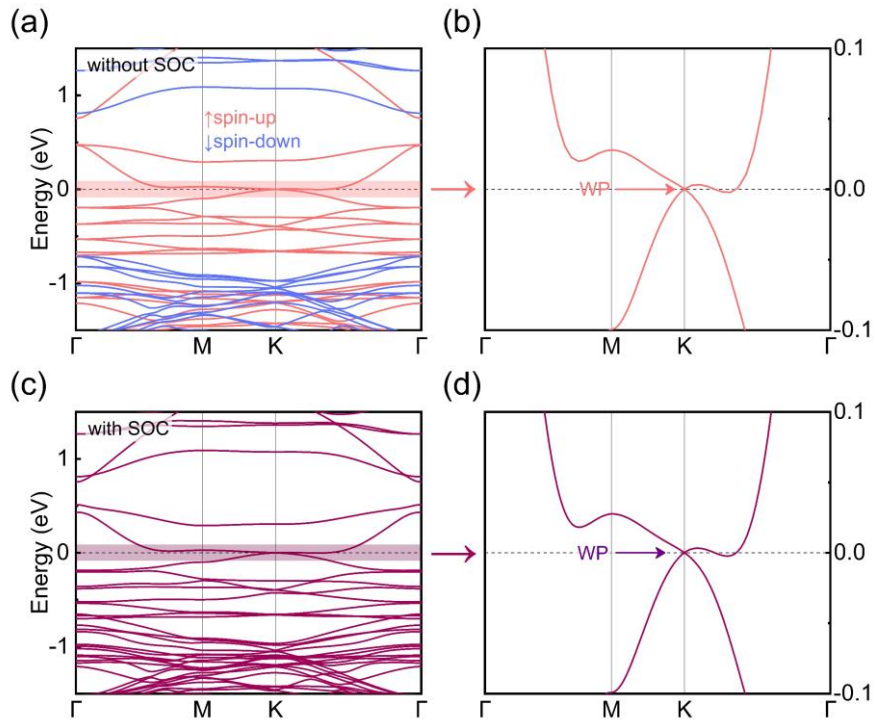 (a)
(b)
without SOC
↑spin-up
↓spin-down
Energy (eV)
1
0
-1
Γ
M
K
Γ
WP
0.1
0.0
-0.1
Γ
M
K
Γ
(c)
(d)
with SOC
Energy (eV)
1
0
-1
Γ
M
K
Γ
WP
0.1
0.0
-0.1
Γ
M
K
Γ